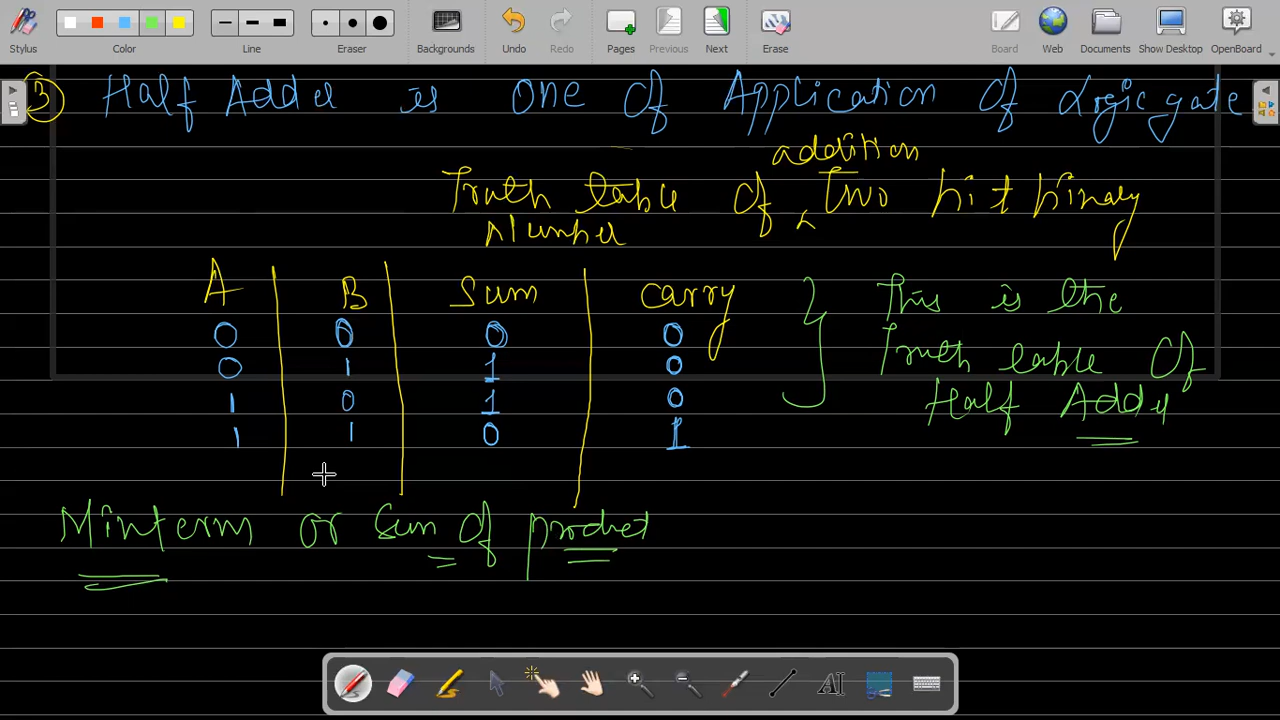 Stylus Color Line Eraser Backgrounds Undo Redo Pages Previous Next Erase Board Web Documents Show Desktop OpenBoard
3 Half Adder is One Of Application Of Logic gate
addition
Truth table Of ^ Two bit binary
Number
A B Sum Carry
0 0 0 0
0 1 1 0
1 0 1 0
1 1 0 1
} This is the
Truth table Of
Half Adder
Minterm or Sum Of product
AI